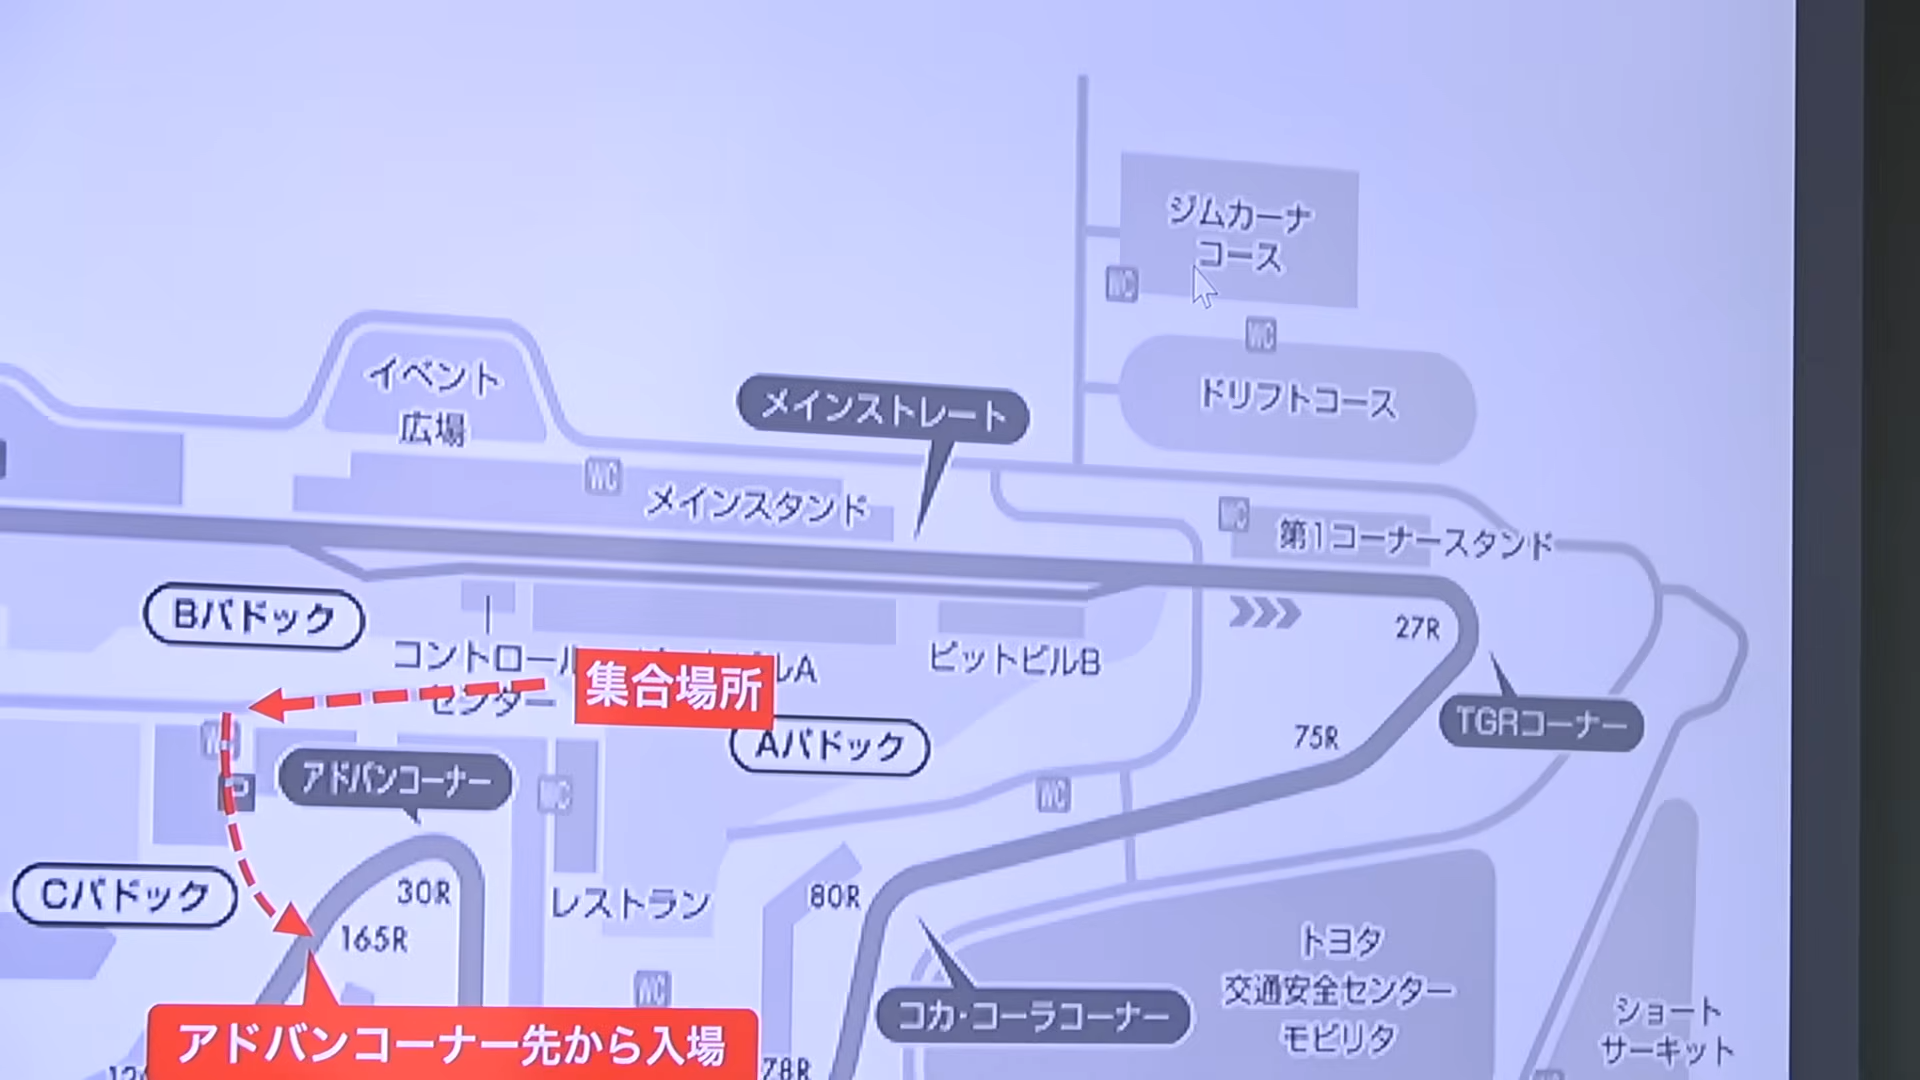 ジムカーナ
コース
WC
WC
ドリフトコース
イベント
広場
メインストレート
WC
メインスタンド
WC
第1コーナースタンド
27R
Bパドック
コントロール
センター
ルA
ピットビルB
集合場所
TGRコーナー
75R
Aパドック
アドバンコーナー
WC
WC
Cパドック
30R
165R
レストラン
80R
WC
トヨタ
交通安全センター
モビリタ
コカ・コーラコーナー
ショート
サーキット
アドバンコーナー先から入場
78R